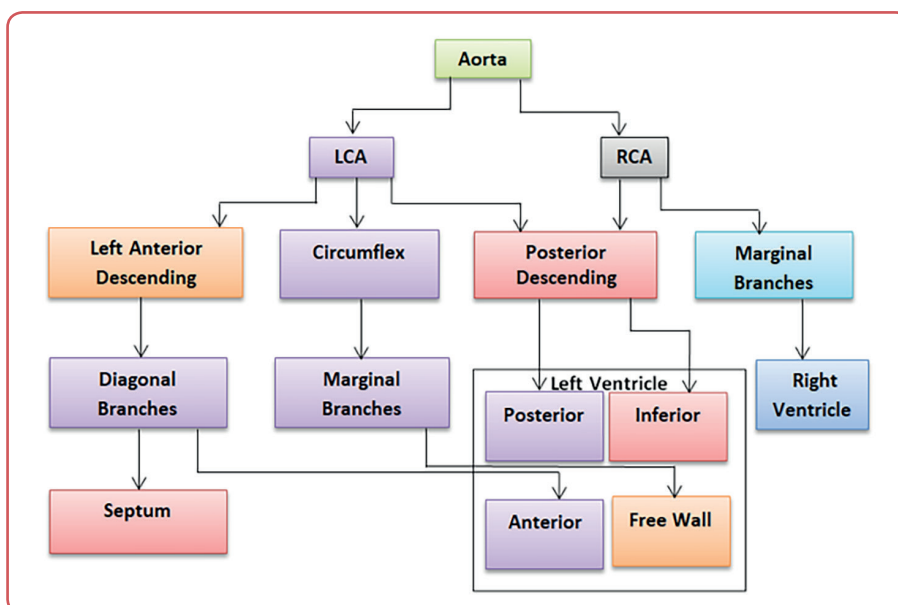 Aorta
LCA
RCA
Left Anterior
Descending
Circumflex
Posterior
Descending
Marginal
Branches
Diagonal
Branches
Marginal
Branches
Left Ventricle
Posterior
Inferior
Right
Ventricle
Septum
Anterior
Free Wall